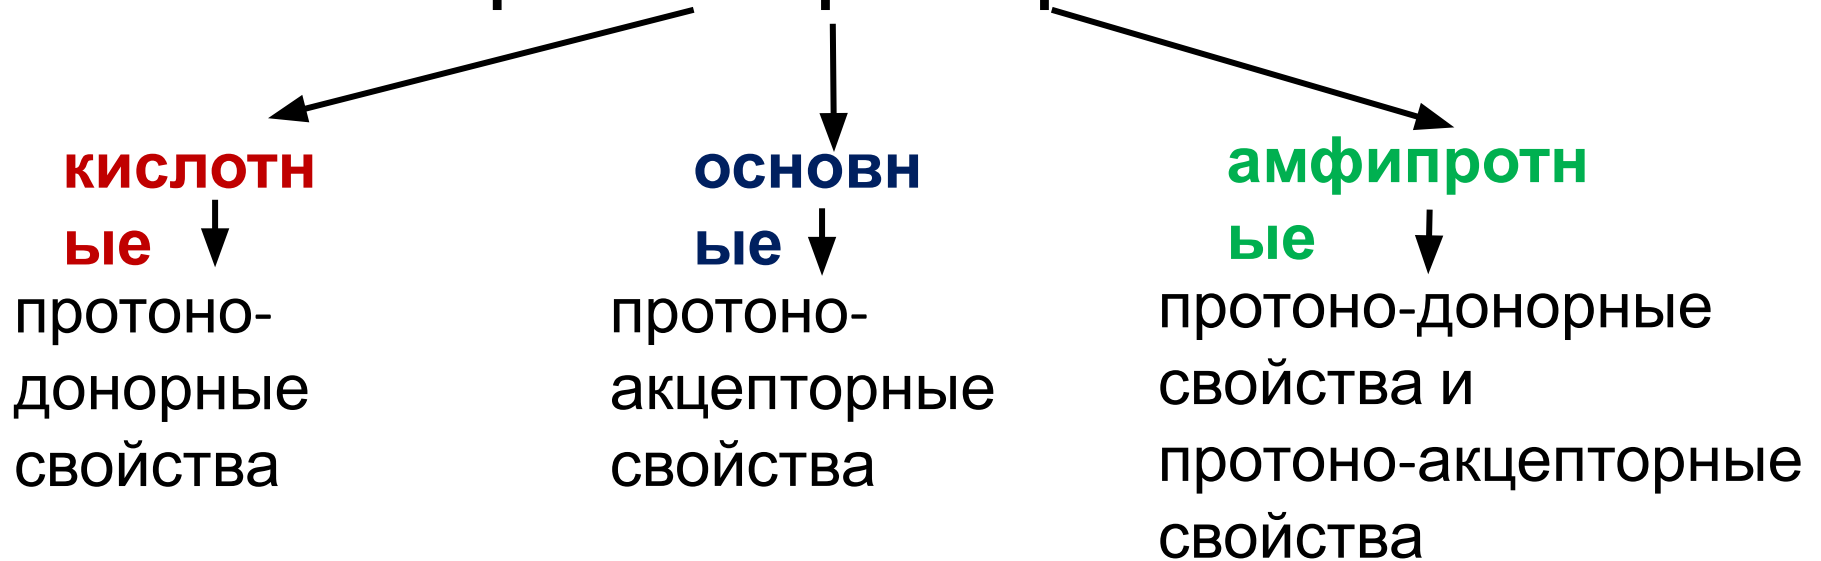 кислотн
ые
протоно-
донорные
свойства
основн
ые
протоно-
акцепторные
свойства
амфипротн
ые
протоно-донорные
свойства и
протоно-акцепторные
свойства